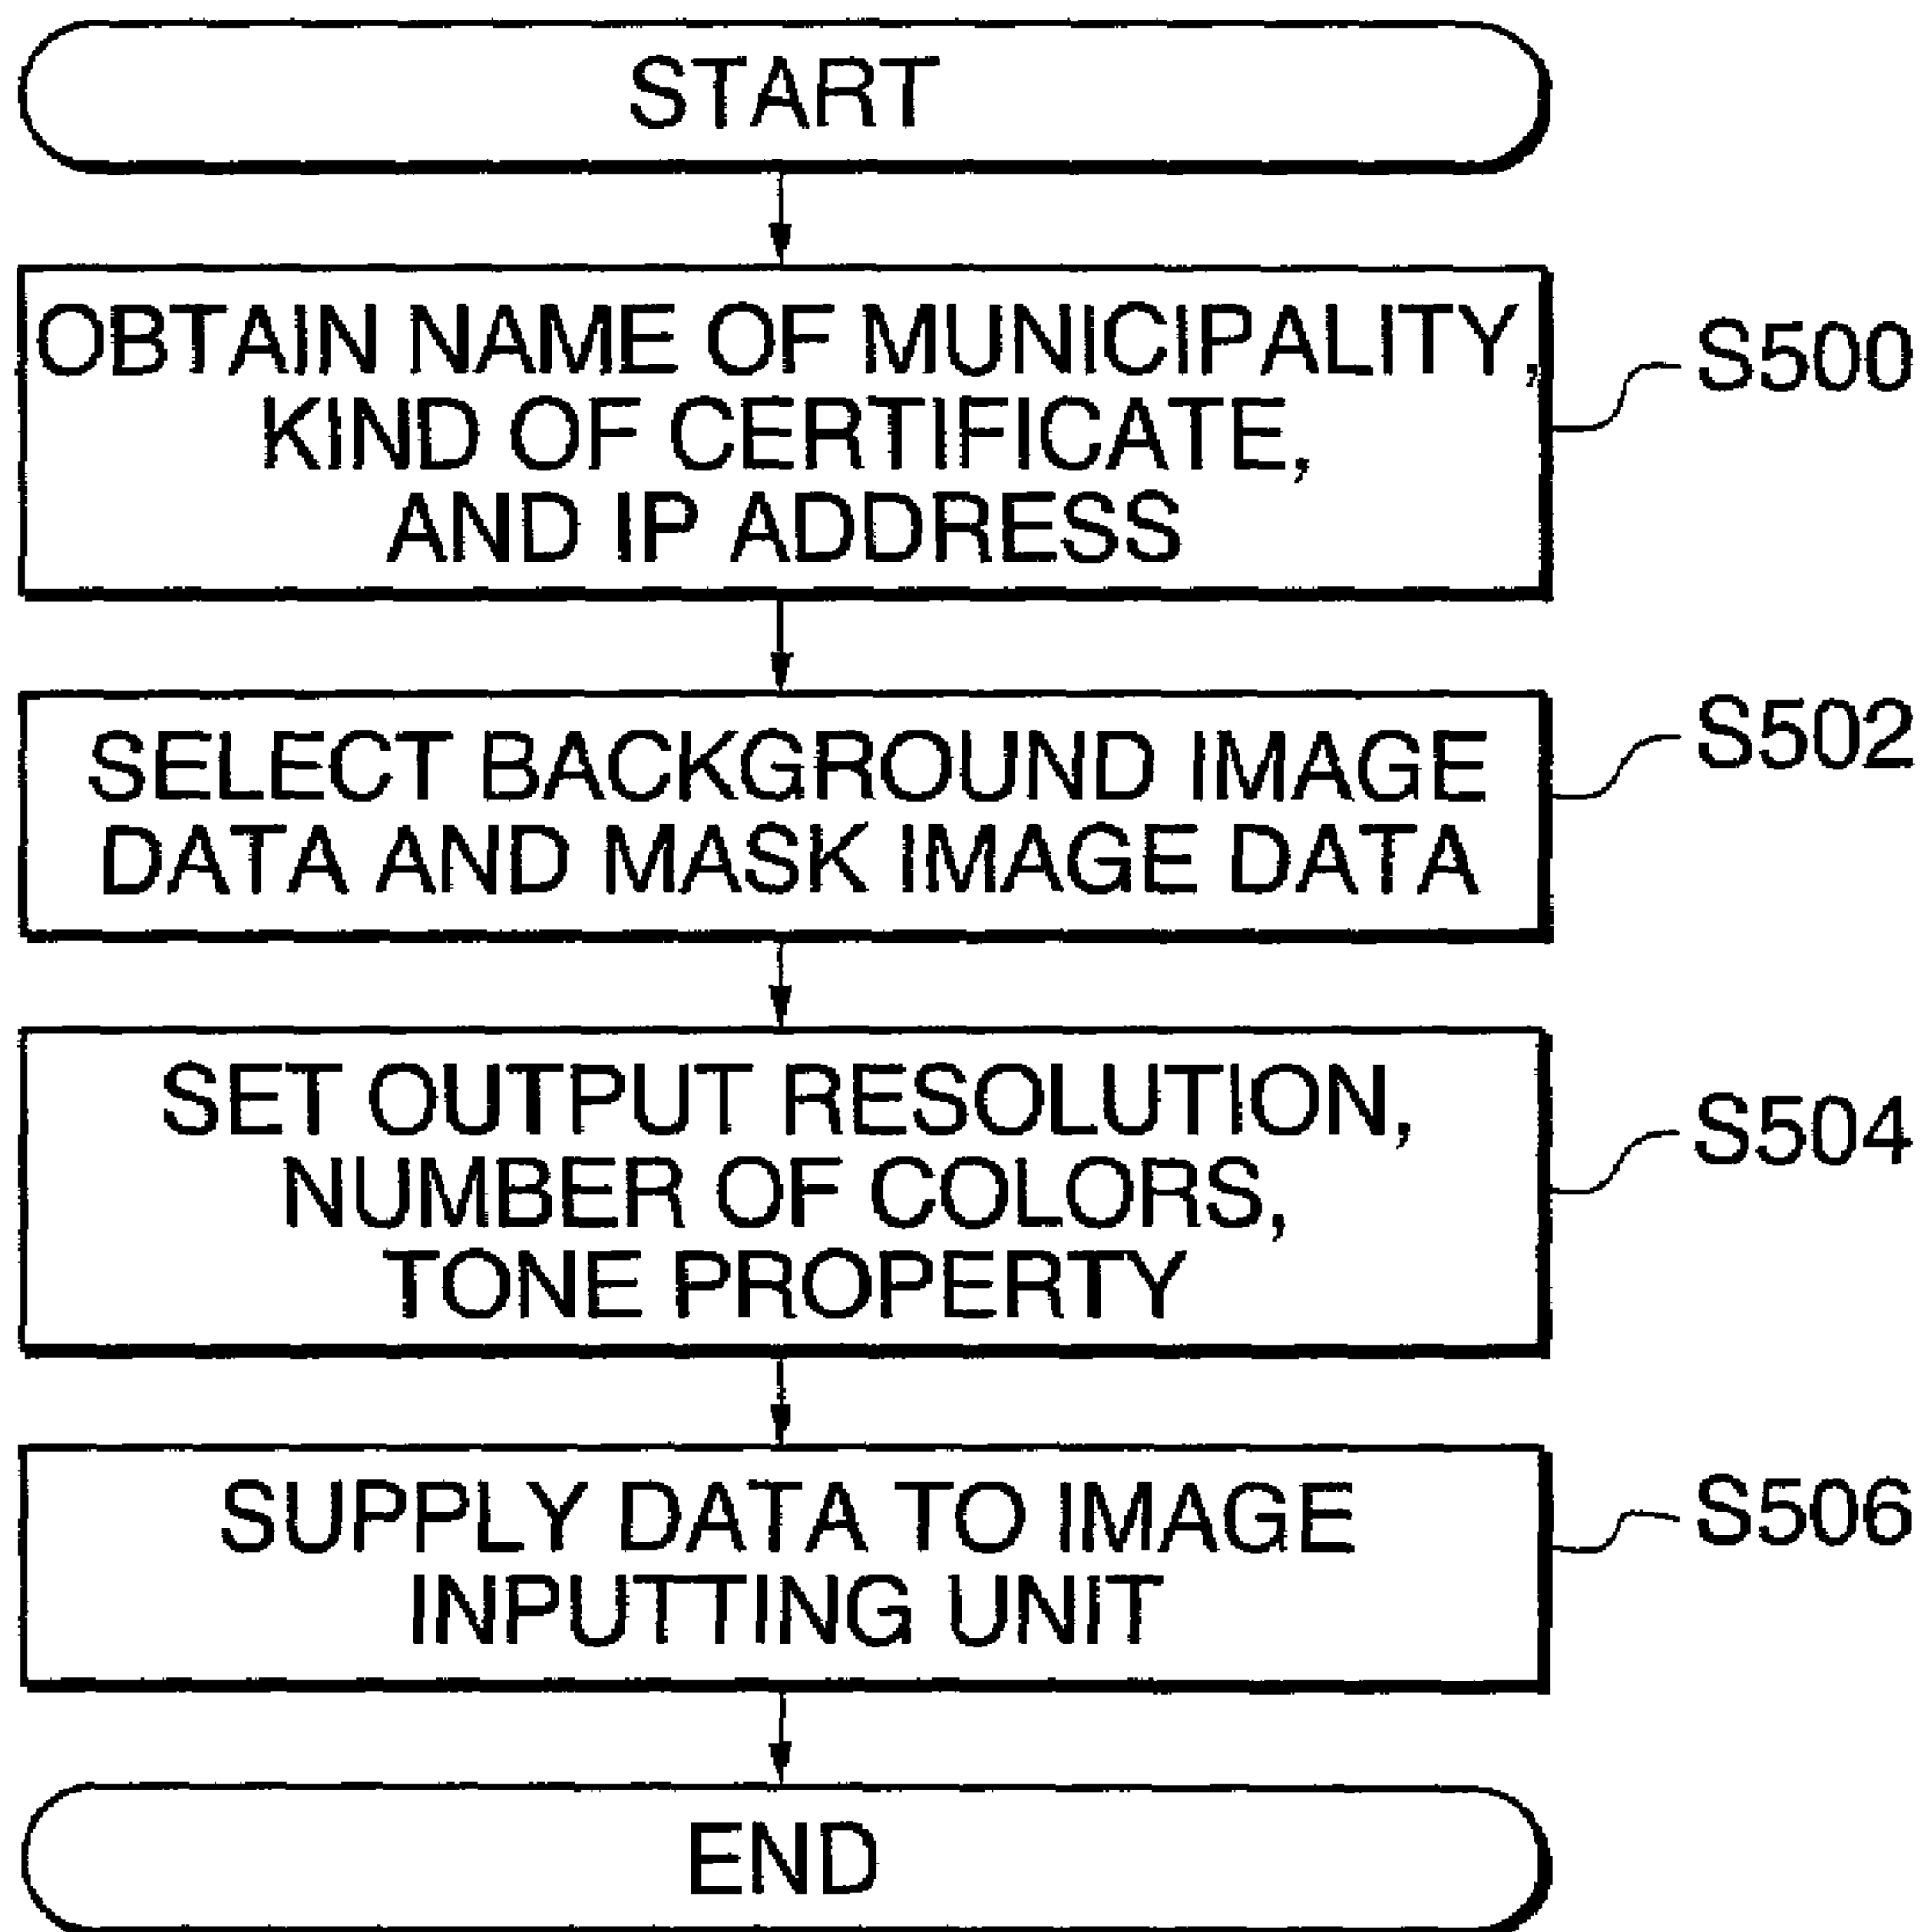 START
OBTAIN NAME OF MUNICIPALITY,
KIND OF CERTIFICATE,
AND IP ADDRESS
S500
SELECT BACKGROUND IMAGE
DATA AND MASK IMAGE DATA
S502
SET OUTPUT RESOLUTION,
NUMBER OF COLORS,
TONE PROPERTY
S504
SUPPLY DATA TO IMAGE
INPUTTING UNIT
S506
END